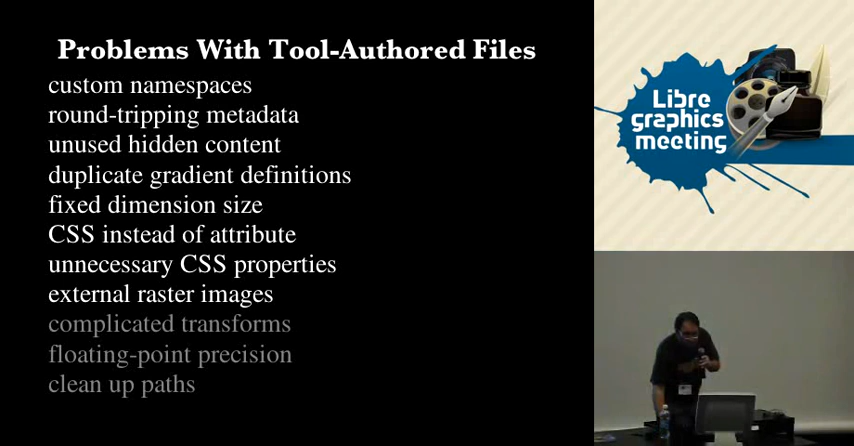 Problems With Tool-Authored Files
custom namespaces
round-tripping metadata
unused hidden content
duplicate gradient definitions
fixed dimension size
CSS instead of attribute
unnecessary CSS properties
external raster images
complicated transforms
floating-point precision
clean up paths
Libre
graphics
meeting